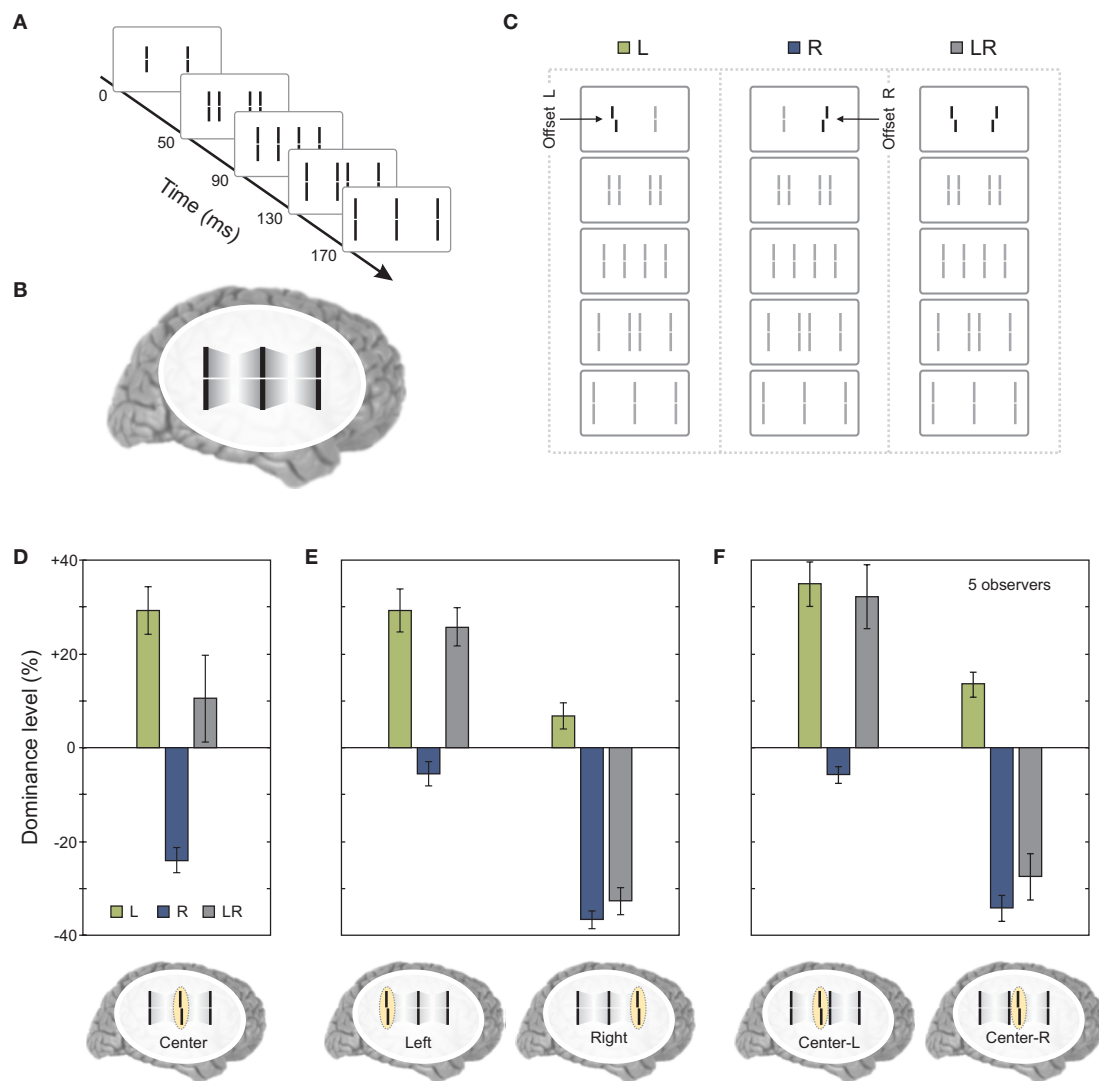 A
0
50
90
130
170
Time (ms)
B
C
L
R
LR
Offset L
Offset R
D
+40
+20
0
-20
-40
Dominance level (%)
L
R
LR
Center
E
Left
Right
F
5 observers
Center-L
Center-R